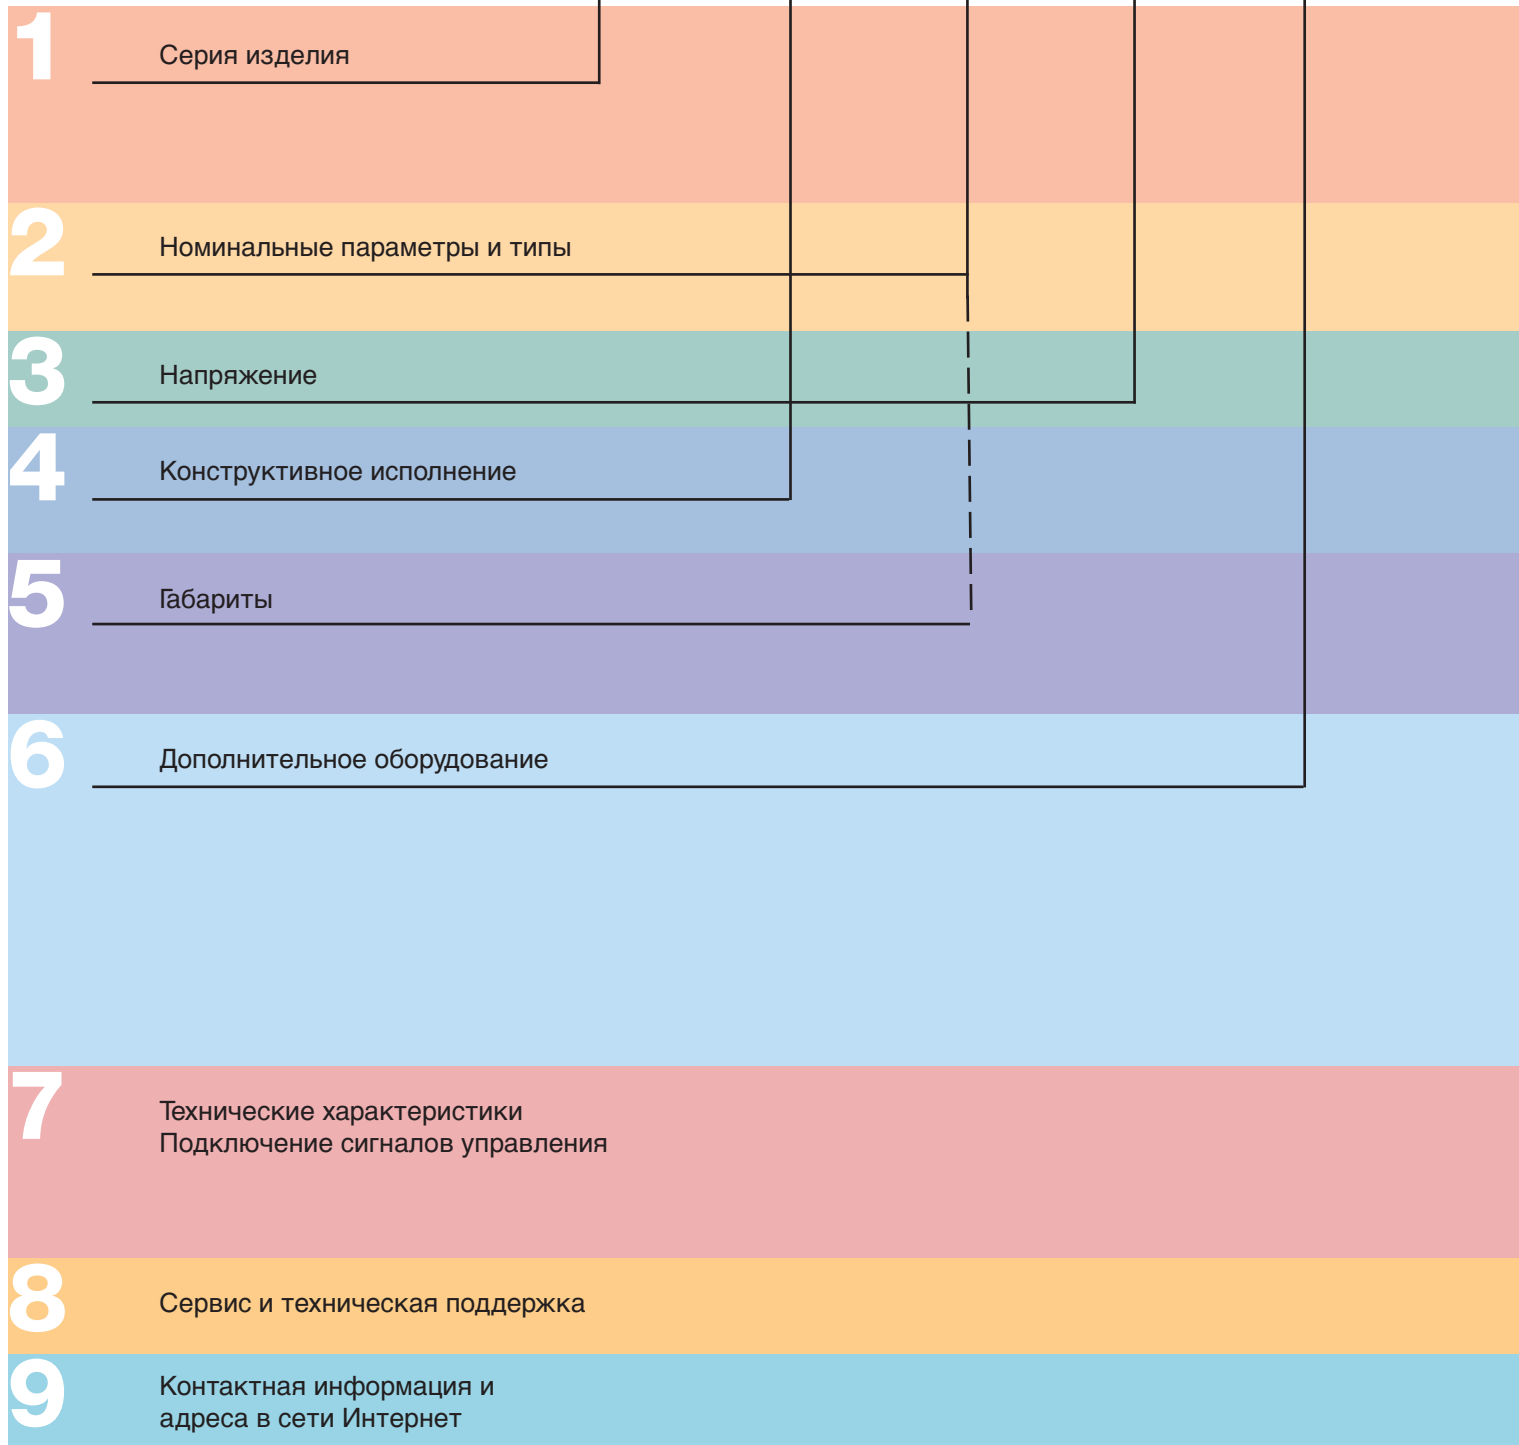 1
Серия изделия
2
Номинальные параметры и типы
3
Напряжение
4
Конструктивное исполнение
5
Габариты
6
Дополнительное оборудование
7
Технические характеристики
Подключение сигналов управления
8
Сервис и техническая поддержка
9
Контактная информация и
адреса в сети Интернет